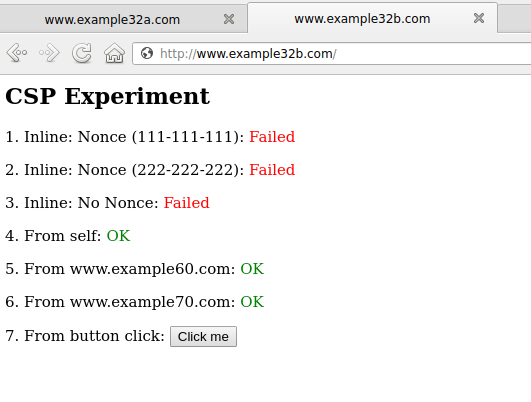 www.example32a.com
www.example32b.com
http://www.example32b.com/
CSP Experiment
1. Inline: Nonce (111-111-111): Failed
2. Inline: Nonce (222-222-222): Failed
3. Inline: No Nonce: Failed
4. From self: OK
5. From www.example60.com: OK
6. From www.example70.com: OK
7. From button click: Click me